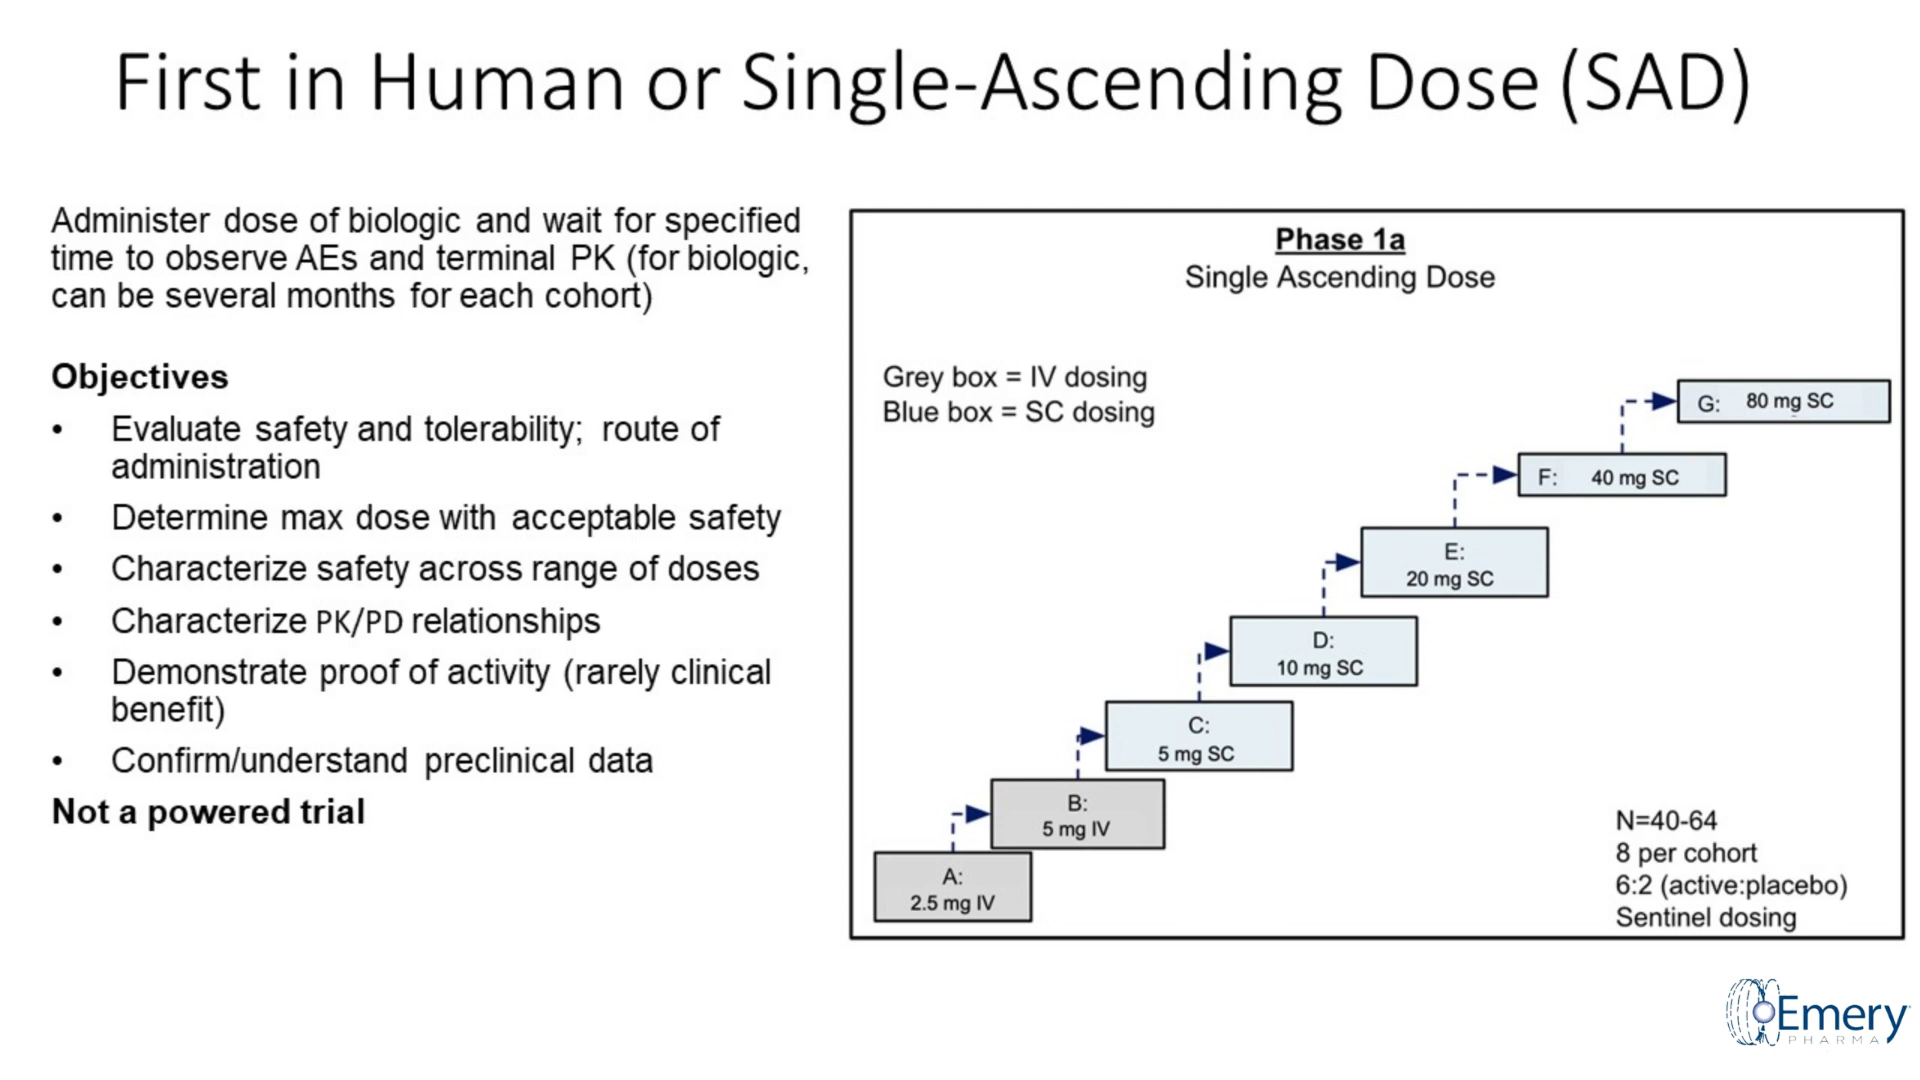 First in Human or Single-Ascending Dose (SAD)
Administer dose of biologic and wait for specified
time to observe AEs and terminal PK (for biologic,
can be several months for each cohort)
Objectives
• Evaluate safety and tolerability; route of
administration
• Determine max dose with acceptable safety
• Characterize safety across range of doses
• Characterize PK/PD relationships
• Demonstrate proof of activity (rarely clinical
benefit)
• Confirm/understand preclinical data
Not a powered trial
Phase 1a
Single Ascending Dose
Grey box = IV dosing
Blue box = SC dosing
G: 80 mg SC
F: 40 mg SC
E:
20 mg SC
D:
10 mg SC
C:
5 mg SC
B:
5 mg IV
A:
2.5 mg IV
N=40-64
8 per cohort
6:2 (active:placebo)
Sentinel dosing
Emery
PHARMA